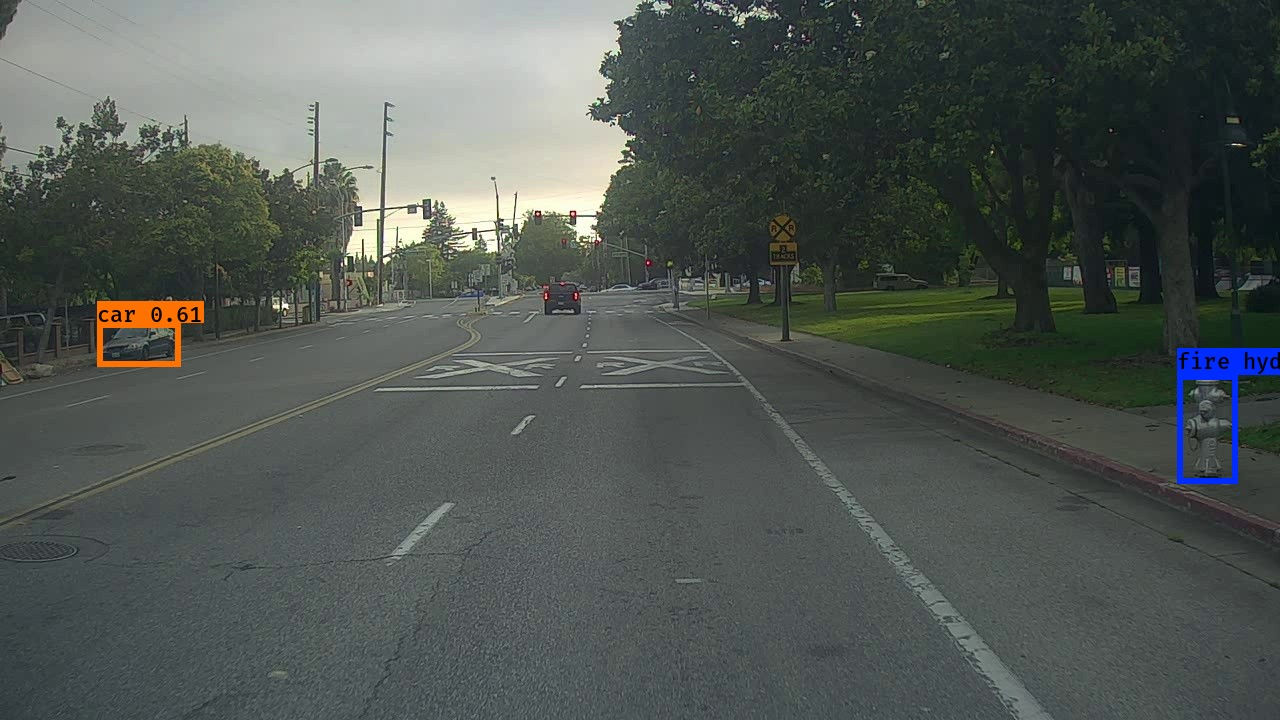 car 0.61
R R
TRACKS
fire hyd